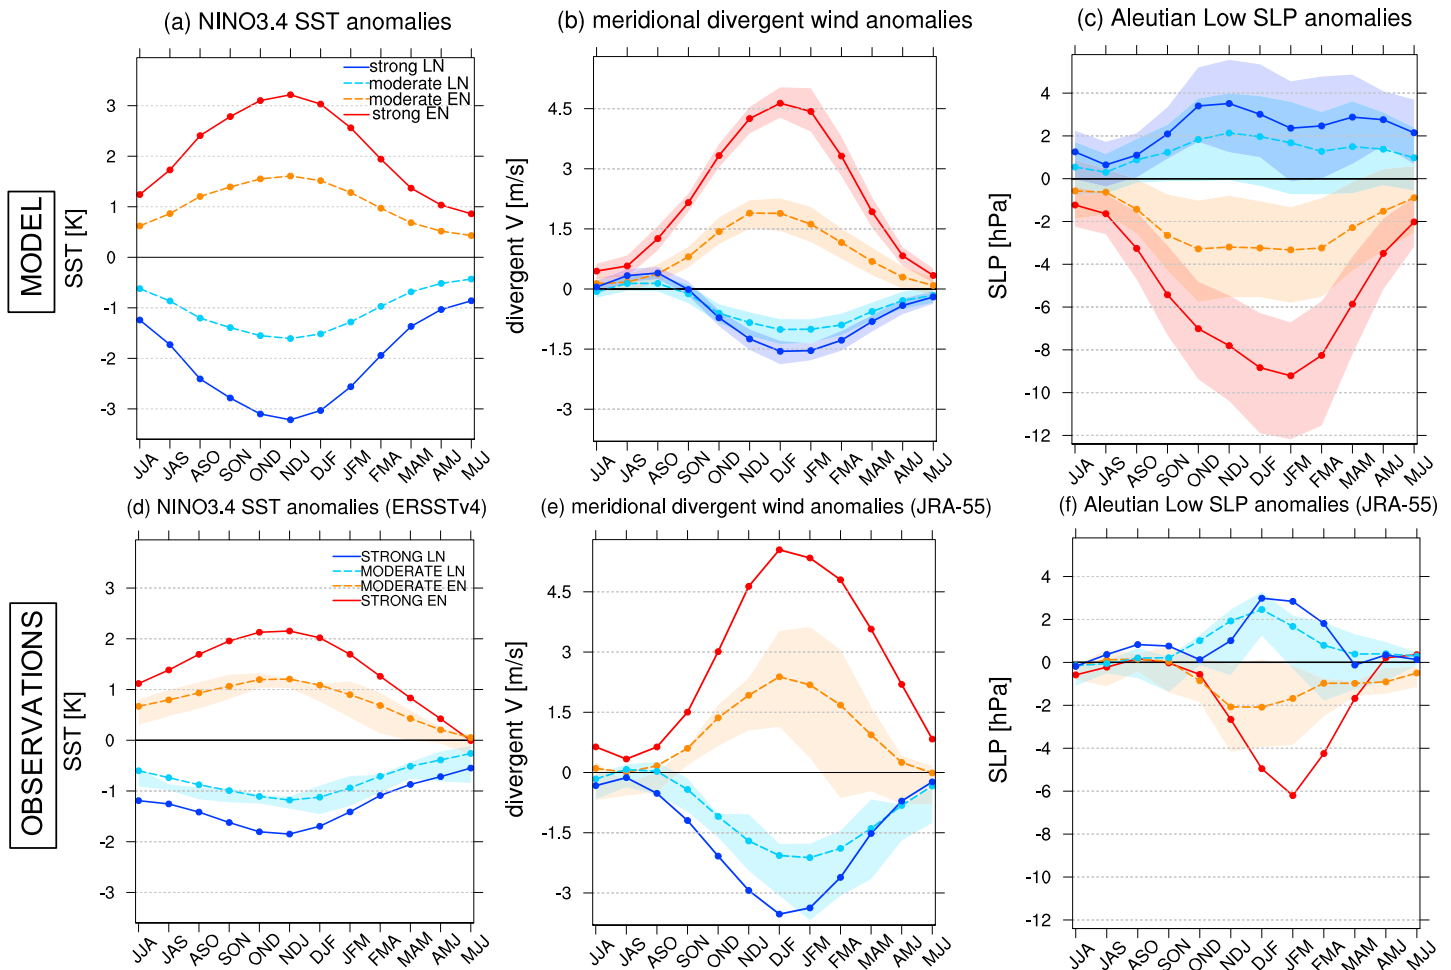 (a) NINO3.4 SST anomalies
(b) meridional divergent wind anomalies
(c) Aleutian Low SLP anomalies
MODEL
SST [K]
3
2
1
0
-1
-2
-3
strong LN
moderate LN
moderate EN
strong EN
JJA JAS ASO SON OND NDJ DJF JFM FMA MAM AMJ MJJ
divergent V [m/s]
4.5
3
1.5
0
-1.5
-3
JJA JAS ASO SON OND NDJ DJF JFM FMA MAM AMJ MJJ
SLP [hPa]
4
2
0
-2
-4
-6
-8
-10
-12
JJA JAS ASO SON OND NDJ DJF JFM FMA MAM AMJ MJJ
(d) NINO3.4 SST anomalies (ERSSTv4)
(e) meridional divergent wind anomalies (JRA-55)
(f) Aleutian Low SLP anomalies (JRA-55)
OBSERVATIONS
SST [K]
3
2
1
0
-1
-2
-3
STRONG LN
MODERATE LN
MODERATE EN
STRONG EN
JJA JAS ASO SON OND NDJ DJF JFM FMA MAM AMJ MJJ
divergent V [m/s]
4.5
3
1.5
0
-1.5
-3
JJA JAS ASO SON OND NDJ DJF JFM FMA MAM AMJ MJJ
SLP [hPa]
4
2
0
-2
-4
-6
-8
-10
-12
JJA JAS ASO SON OND NDJ DJF JFM FMA MAM AMJ MJJ